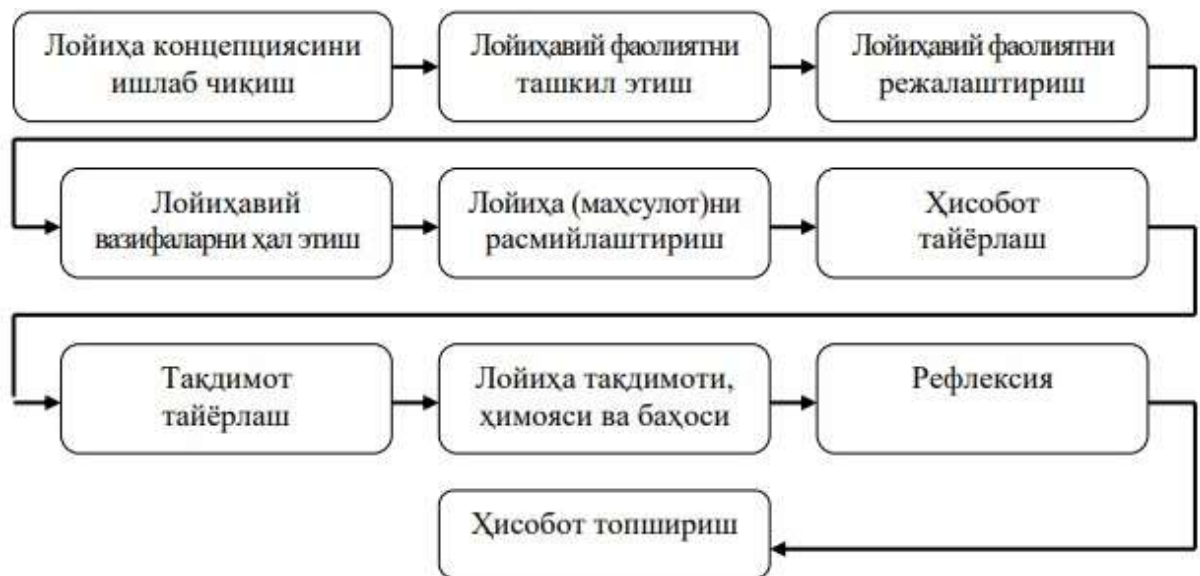 Лойиҳа концепциясини
ишлаб чиқиш
Лойиҳавий фаолиятни
ташкил этиш
Лойиҳавий фаолиятни
режалаштириш
Лойиҳавий
вазифаларни ҳал этиш
Лойиҳа (маҳсулот)ни
расмийлаштириш
Ҳисобот
тайёрлаш
Тақдимот
тайёрлаш
Лойиҳа тақдимоти,
ҳимояси ва баҳоси
Рефлексия
Ҳисобот топшириш